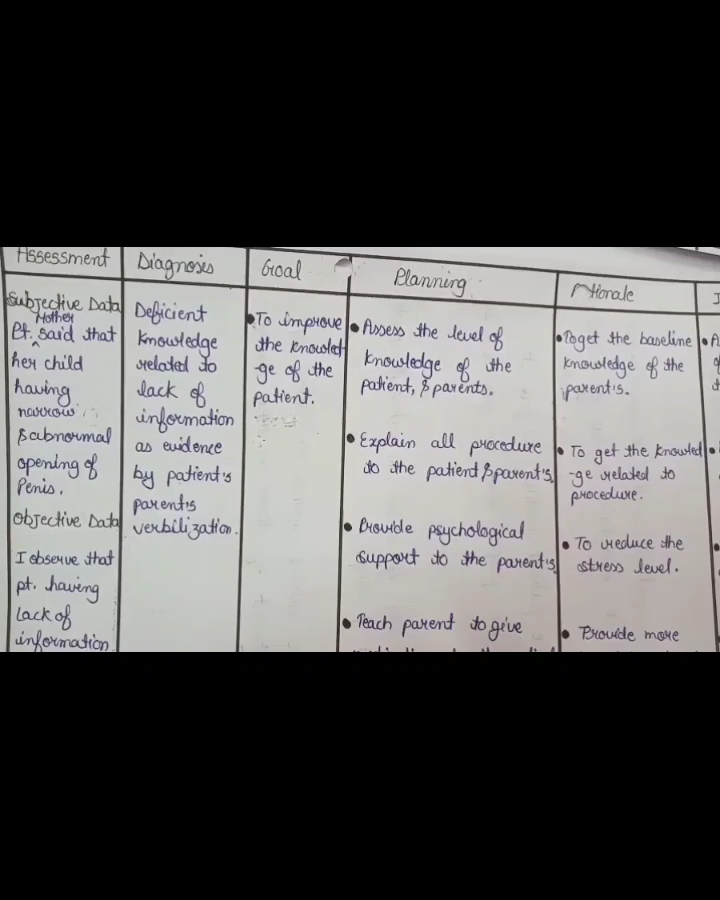 Assessment
Subjective Data
Mother
Pt. said that
her child
having
narrow
& abnormal
opening of
Penis.
Objective Data
I observe that
pt. having
Lack of
information
Diagnosis
Deficient
Knowledge
related to
lack of
information
as evidence
by patient's
parent's
verbilization.
Goal
• To improve
the knowled-
-ge of the
patient.
Planning
• Assess the level of
knowledge of the
patient, & parents.
• Explain all procedure
to the patient & parent's.
• Provide psychological
support to the parent's
• Teach parent to give
Rationale
• To get the baseline
knowledge of the
parent's.
• To get the knowled
-ge related to
procedure.
• To reduce the
stress level.
• Provide more
I